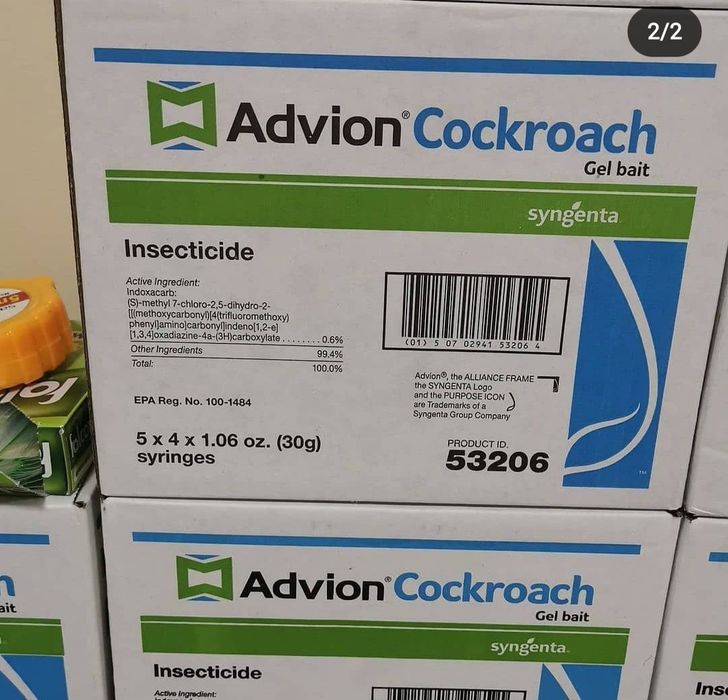 2/2
Advion® Cockroach
Gel bait
syngenta
Insecticide
Active Ingredient:
Indoxacarb:
(S)-methyl 7-chloro-2,5-dihydro-2-
[[(methoxycarbonyl)[4(trifluoromethoxy)
phenyl]amino]carbonyl]indeno[1,2-e]
[1,3,4]oxadiazine-4a-(3H)carboxylate ........ 0.6%
Other Ingredients 99.4%
Total: 100.0%
(01) 5 07 02941 53206 4
Advion®, the ALLIANCE FRAME
the SYNGENTA Logo
and the PURPOSE ICON
are Trademarks of a
Syngenta Group Company
EPA Reg. No. 100-1484
5 x 4 x 1.06 oz. (30g)
syringes
PRODUCT ID.
53206
TM
Advion® Cockroach
Gel bait
syngenta
Insecticide
Active Ingredient:
n
ait
Ins